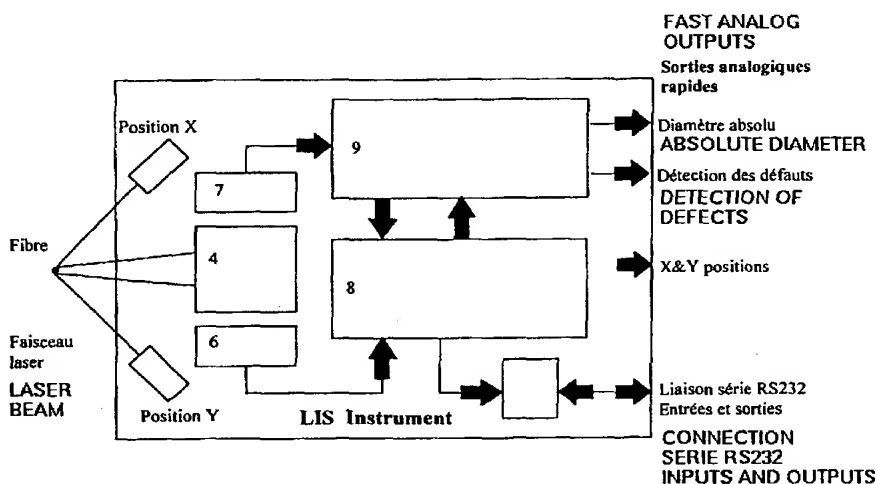 FAST ANALOG
OUTPUTS
Sorties analogiques
rapides
Position X
9
Diamètre absolu
ABSOLUTE DIAMETER
7
Détection des défauts
DETECTION OF
DEFECTS
Fibre
4
8
X&Y positions
6
Faisceau
laser
LASER
BEAM
Position Y
LIS Instrument
Liaison série RS232
Entrées et sorties
CONNECTION
SERIE RS232
INPUTS AND OUTPUTS